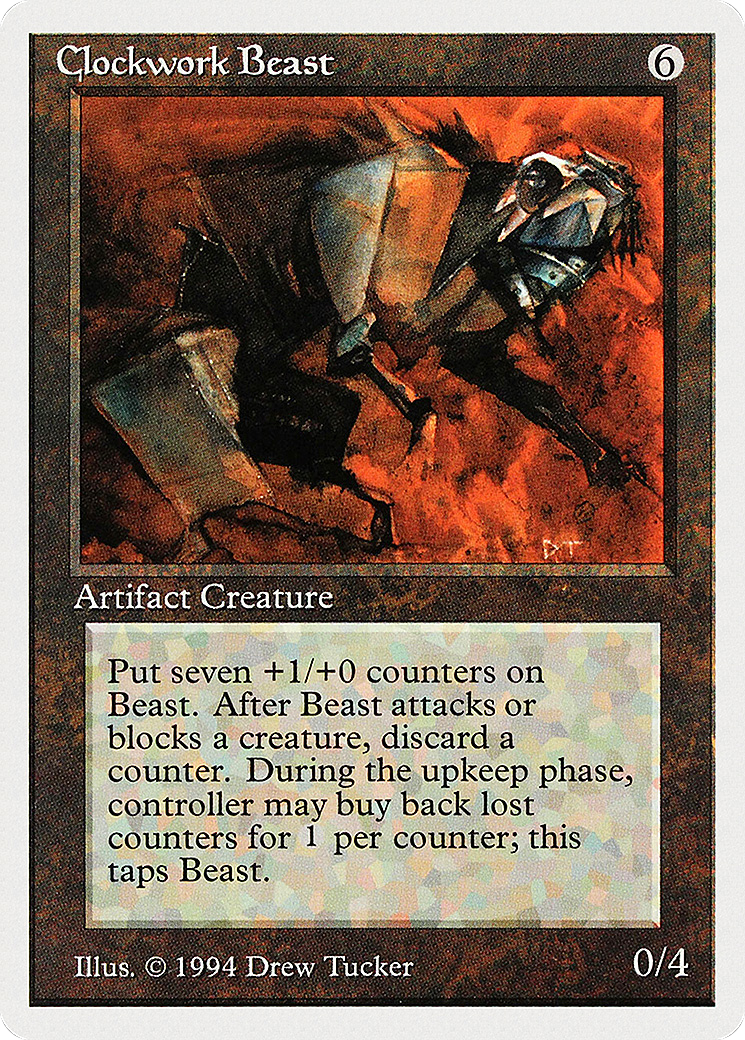 Clockwork Beast
6
DT
Artifact Creature
Put seven +1/+0 counters on
Beast. After Beast attacks or
blocks a creature, discard a
counter. During the upkeep phase,
controller may buy back lost
counters for 1 per counter; this
taps Beast.
Illus. © 1994 Drew Tucker
0/4